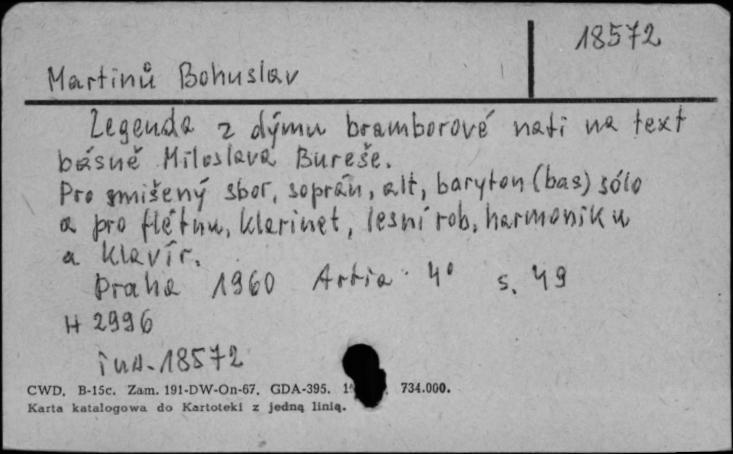 18572
Martinů Bohuslav
Legenda z dýmu bramborové nati na text
básně Miloslava Bureše.
Pro smíšený sbor, soprán, alt, baryton (bas) sólo
a pro flétnu, klarinet, lesní roh, harmoniku
a klavír.
Praha 1960 Artia 4° s. 49
H 2996
inw. 18572
CWD. B-15c. Zam. 191-DW-On-67. GDA-395. 734.000.
Karta katalogowa do Kartoteki z jedną linią.